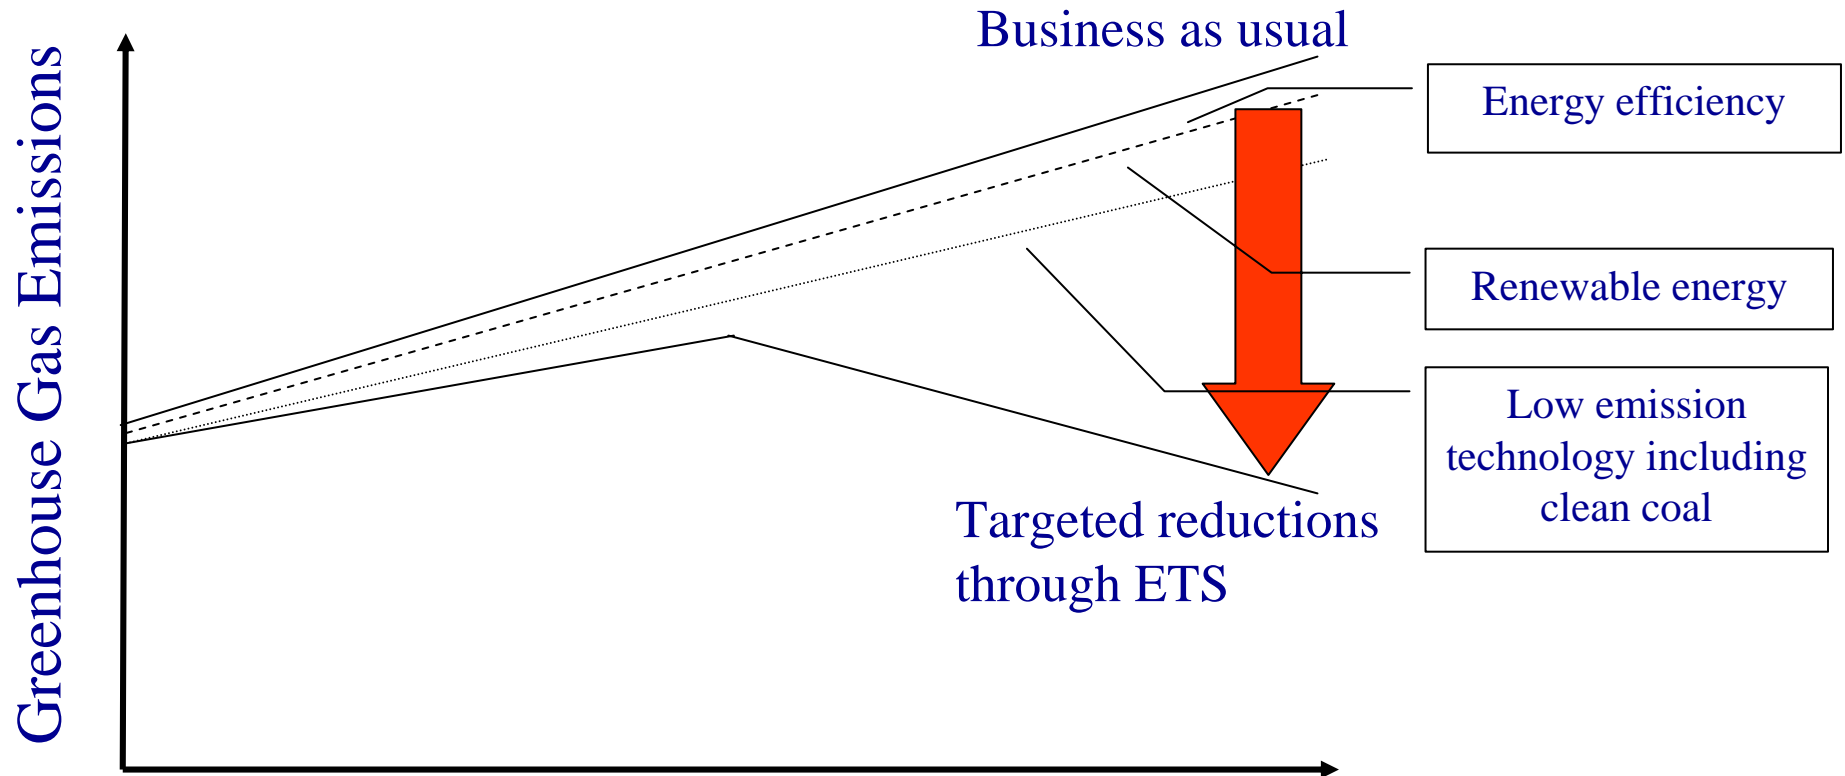 Greenhouse Gas Emissions
Business as usual
Energy efficiency
Renewable energy
Low emission
technology including
clean coal
Targeted reductions
through ETS